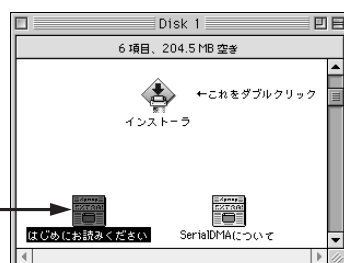 Disk 1
6 項目、204.5 MB 空き
←これをダブルクリック
インストーラ
はじめにお読みください
SerialDMAについて